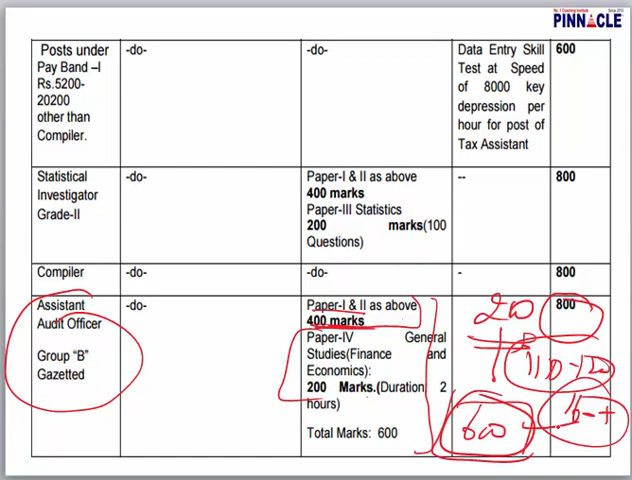 No. 1 Coaching Institute Since 2010
PINNACLE
Posts under
Pay Band –I
Rs.5200-
20200
other than
Compiler.
-do-
-do-
Data Entry Skill
Test at Speed
of 8000 key
depression per
hour for post of
Tax Assistant
600
Statistical
Investigator
Grade-II
-do-
Paper-I & II as above
400 marks
Paper-III Statistics
200 marks(100
Questions)
--
800
Compiler
-do-
-do-
-
800
Assistant
Audit Officer
Group "B"
Gazetted
-do-
Paper-I & II as above
400 marks
Paper-IV General
Studies(Finance and
Economics):
200 Marks.(Duration: 2
hours)
Total Marks: 600
800
200
110-120
600